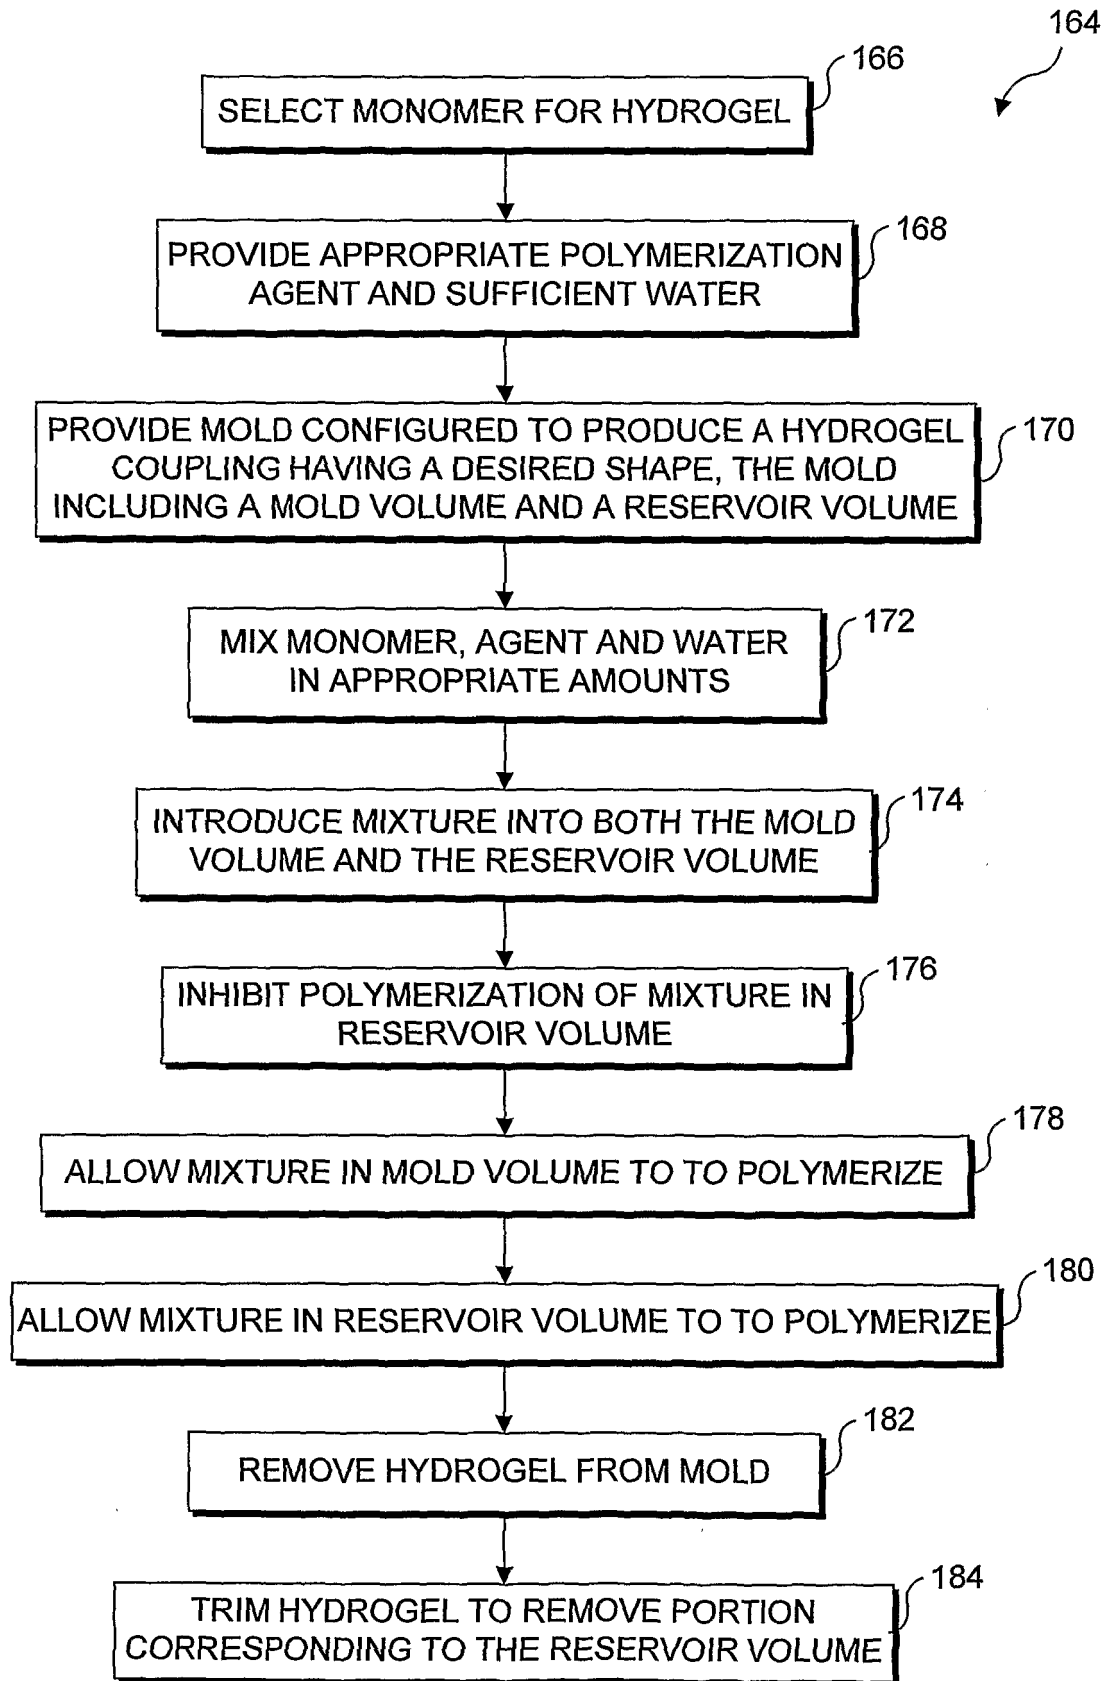 164
166
SELECT MONOMER FOR HYDROGEL
168
PROVIDE APPROPRIATE POLYMERIZATION
AGENT AND SUFFICIENT WATER
170
PROVIDE MOLD CONFIGURED TO PRODUCE A HYDROGEL
COUPLING HAVING A DESIRED SHAPE, THE MOLD
INCLUDING A MOLD VOLUME AND A RESERVOIR VOLUME
172
MIX MONOMER, AGENT AND WATER
IN APPROPRIATE AMOUNTS
174
INTRODUCE MIXTURE INTO BOTH THE MOLD
VOLUME AND THE RESERVOIR VOLUME
176
INHIBIT POLYMERIZATION OF MIXTURE IN
RESERVOIR VOLUME
178
ALLOW MIXTURE IN MOLD VOLUME TO TO POLYMERIZE
180
ALLOW MIXTURE IN RESERVOIR VOLUME TO TO POLYMERIZE
182
REMOVE HYDROGEL FROM MOLD
184
TRIM HYDROGEL TO REMOVE PORTION
CORRESPONDING TO THE RESERVOIR VOLUME